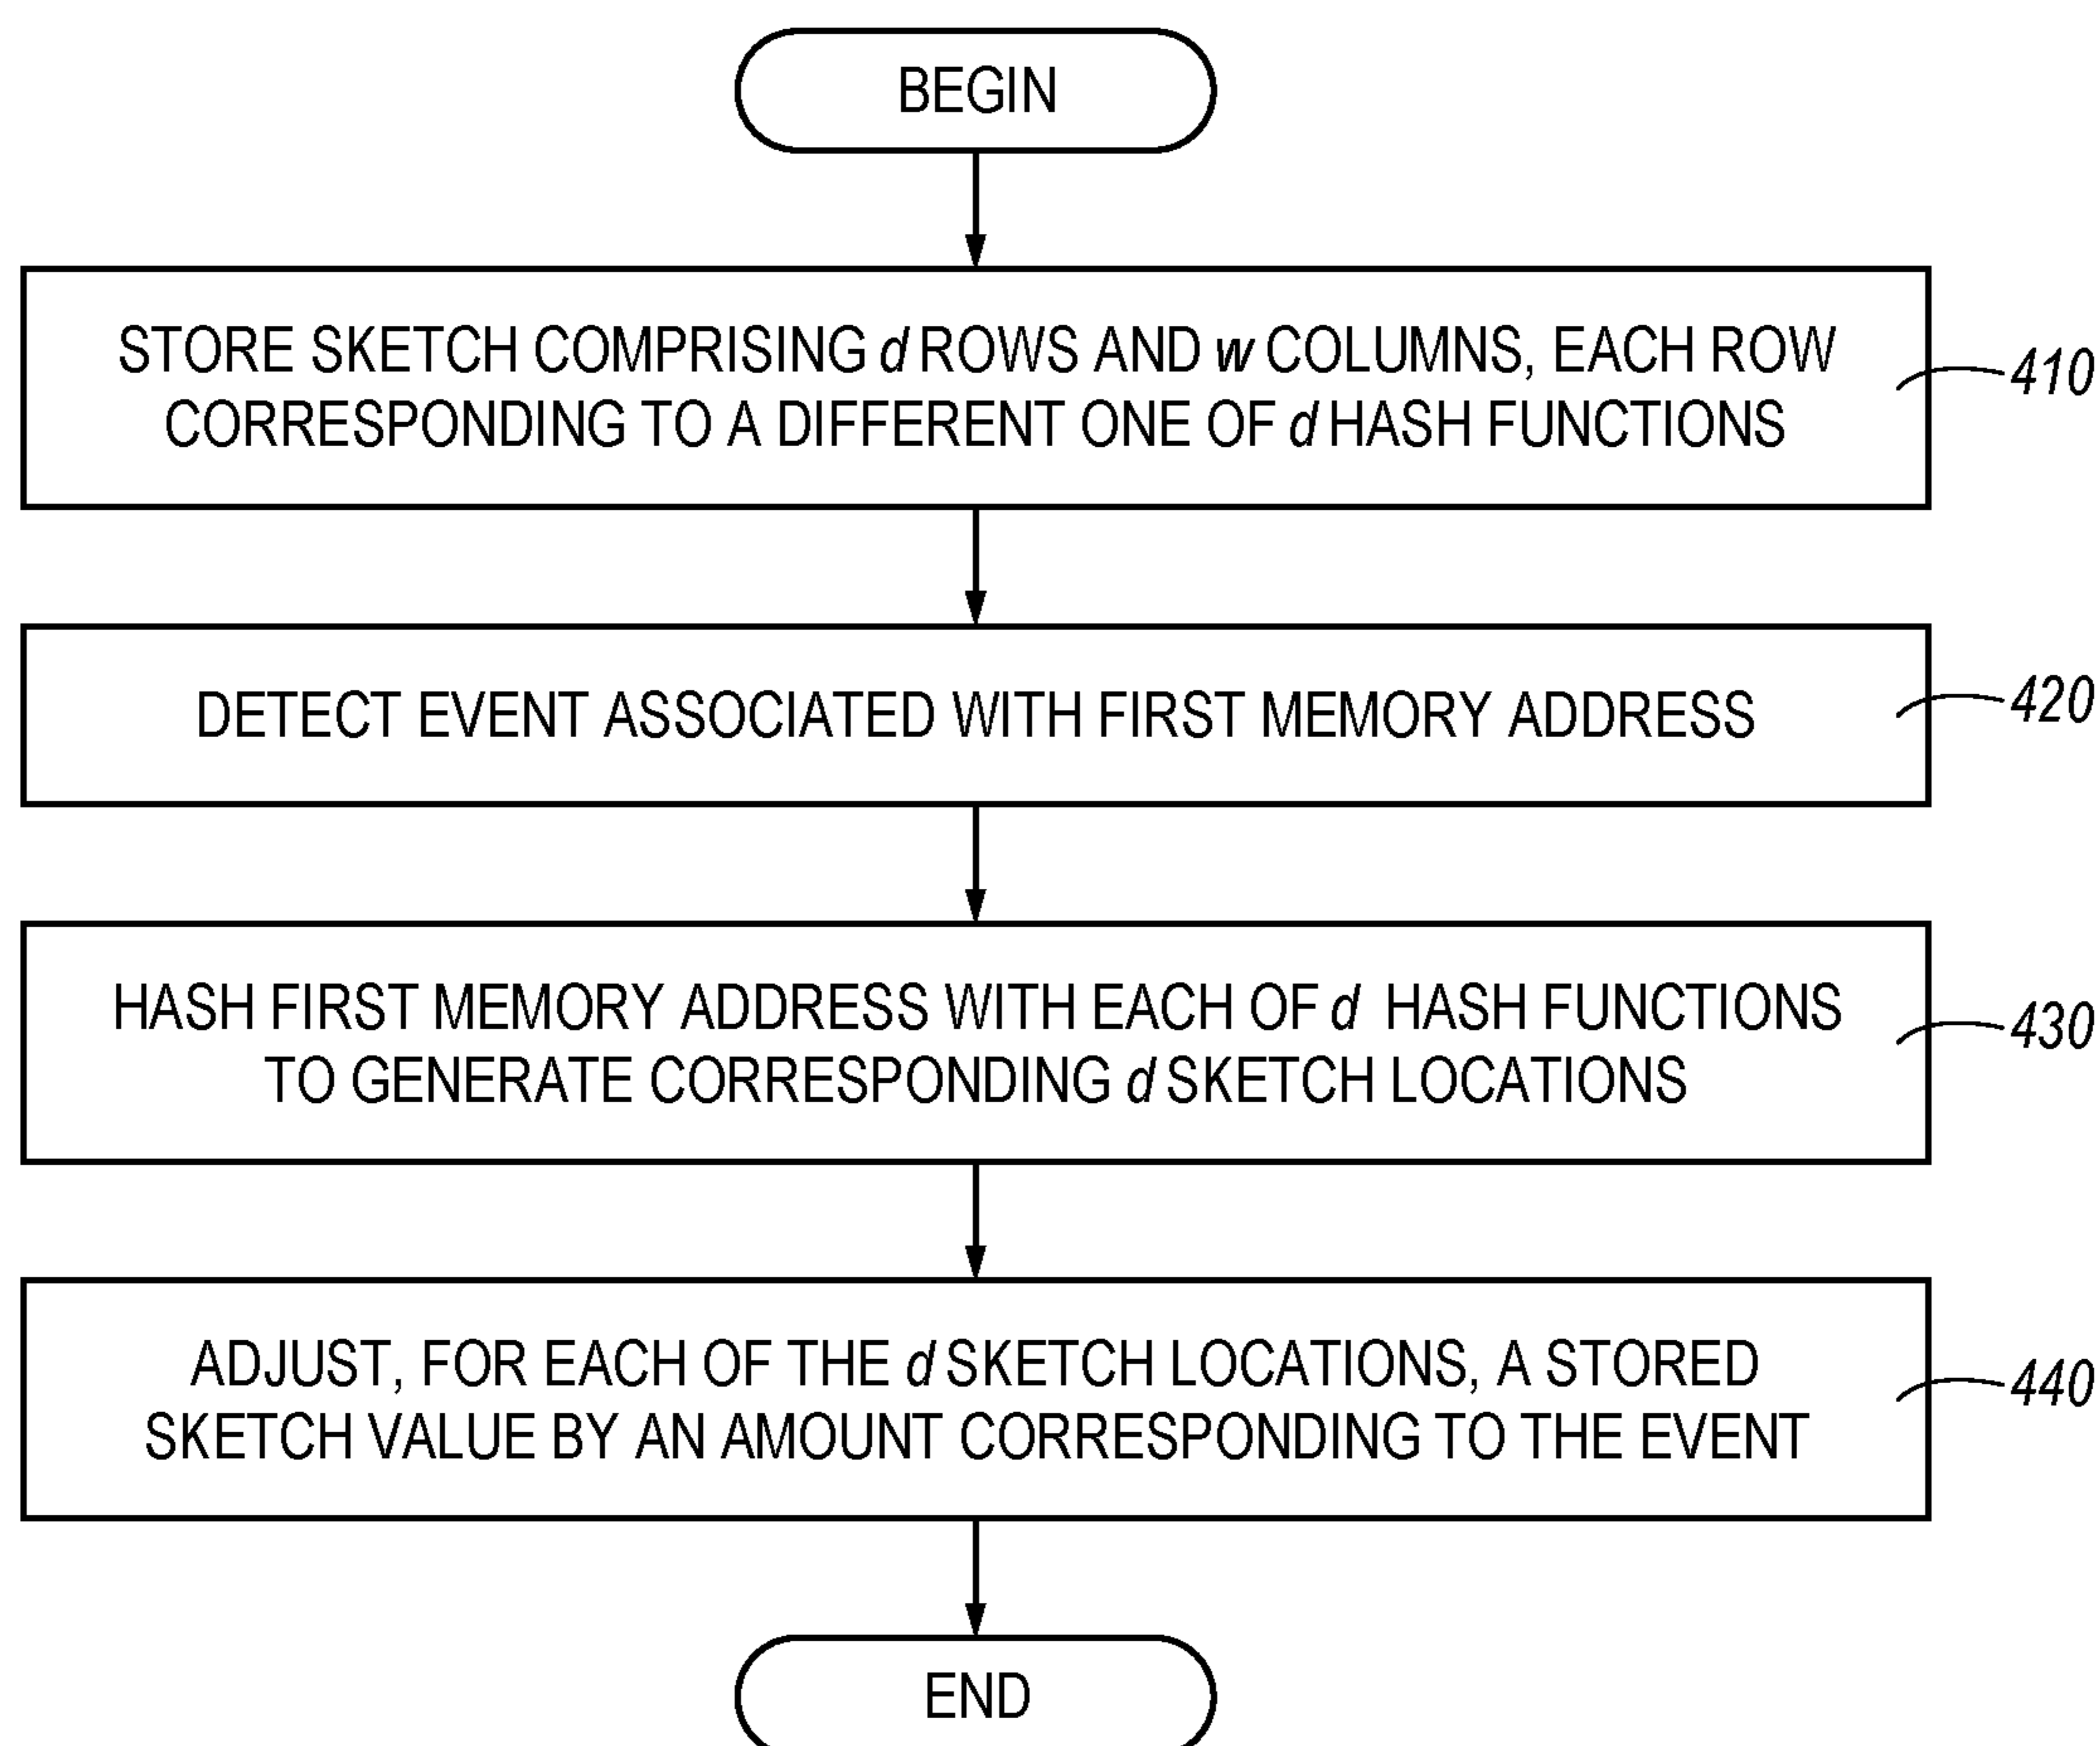 BEGIN
STORE SKETCH COMPRISING d ROWS AND w COLUMNS, EACH ROW
CORRESPONDING TO A DIFFERENT ONE OF d HASH FUNCTIONS
410
DETECT EVENT ASSOCIATED WITH FIRST MEMORY ADDRESS
420
HASH FIRST MEMORY ADDRESS WITH EACH OF d HASH FUNCTIONS
TO GENERATE CORRESPONDING d SKETCH LOCATIONS
430
ADJUST, FOR EACH OF THE d SKETCH LOCATIONS, A STORED
SKETCH VALUE BY AN AMOUNT CORRESPONDING TO THE EVENT
440
END